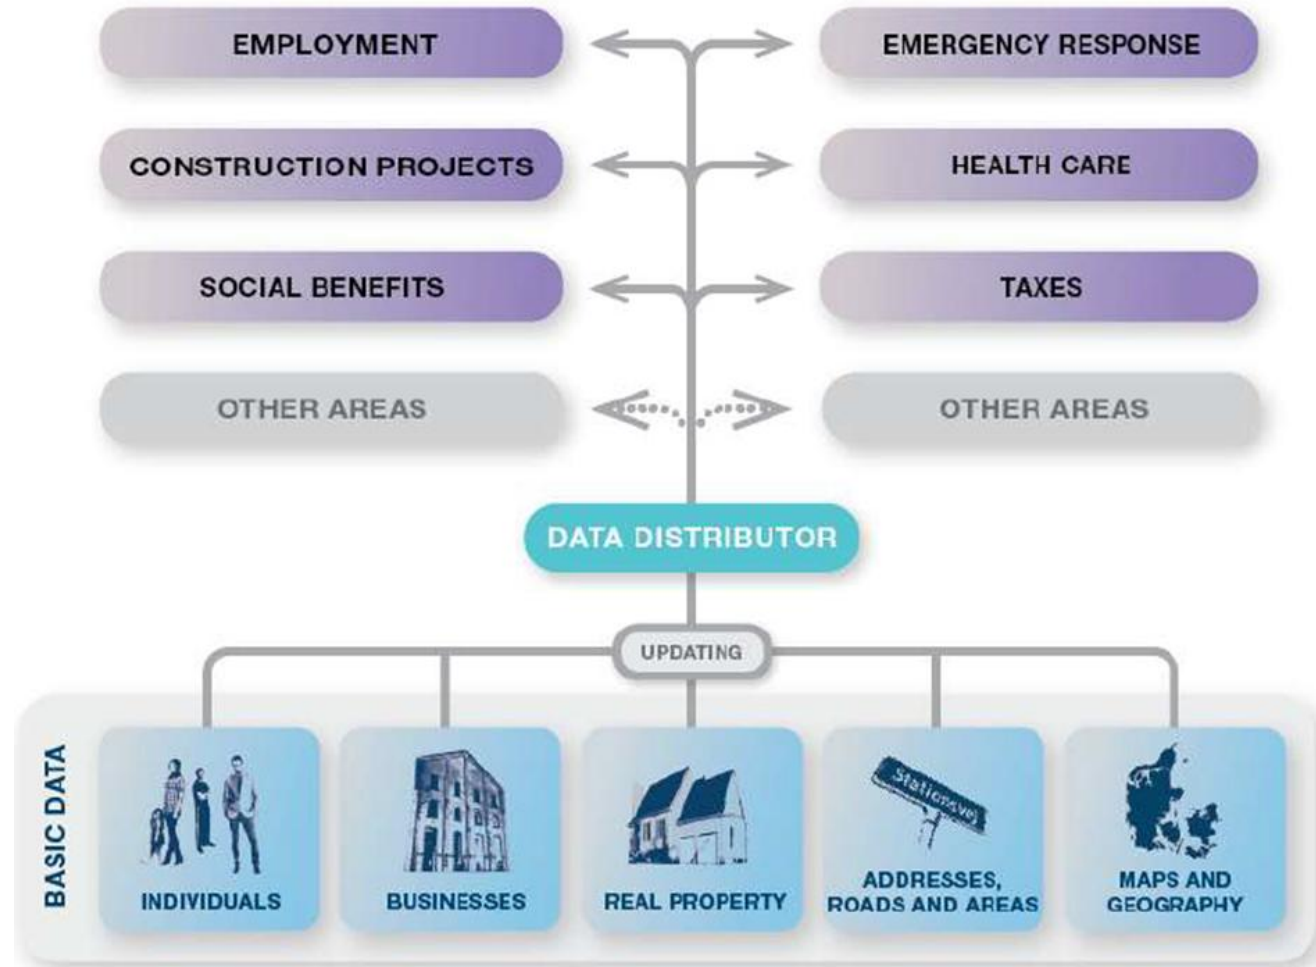 EMPLOYMENT
EMERGENCY RESPONSE
CONSTRUCTION PROJECTS
HEALTH CARE
SOCIAL BENEFITS
TAXES
OTHER AREAS
OTHER AREAS
DATA DISTRIBUTOR
UPDATING
BASIC DATA
Stationsvej
INDIVIDUALS
BUSINESSES
REAL PROPERTY
ADDRESSES,
ROADS AND AREAS
MAPS AND
GEOGRAPHY